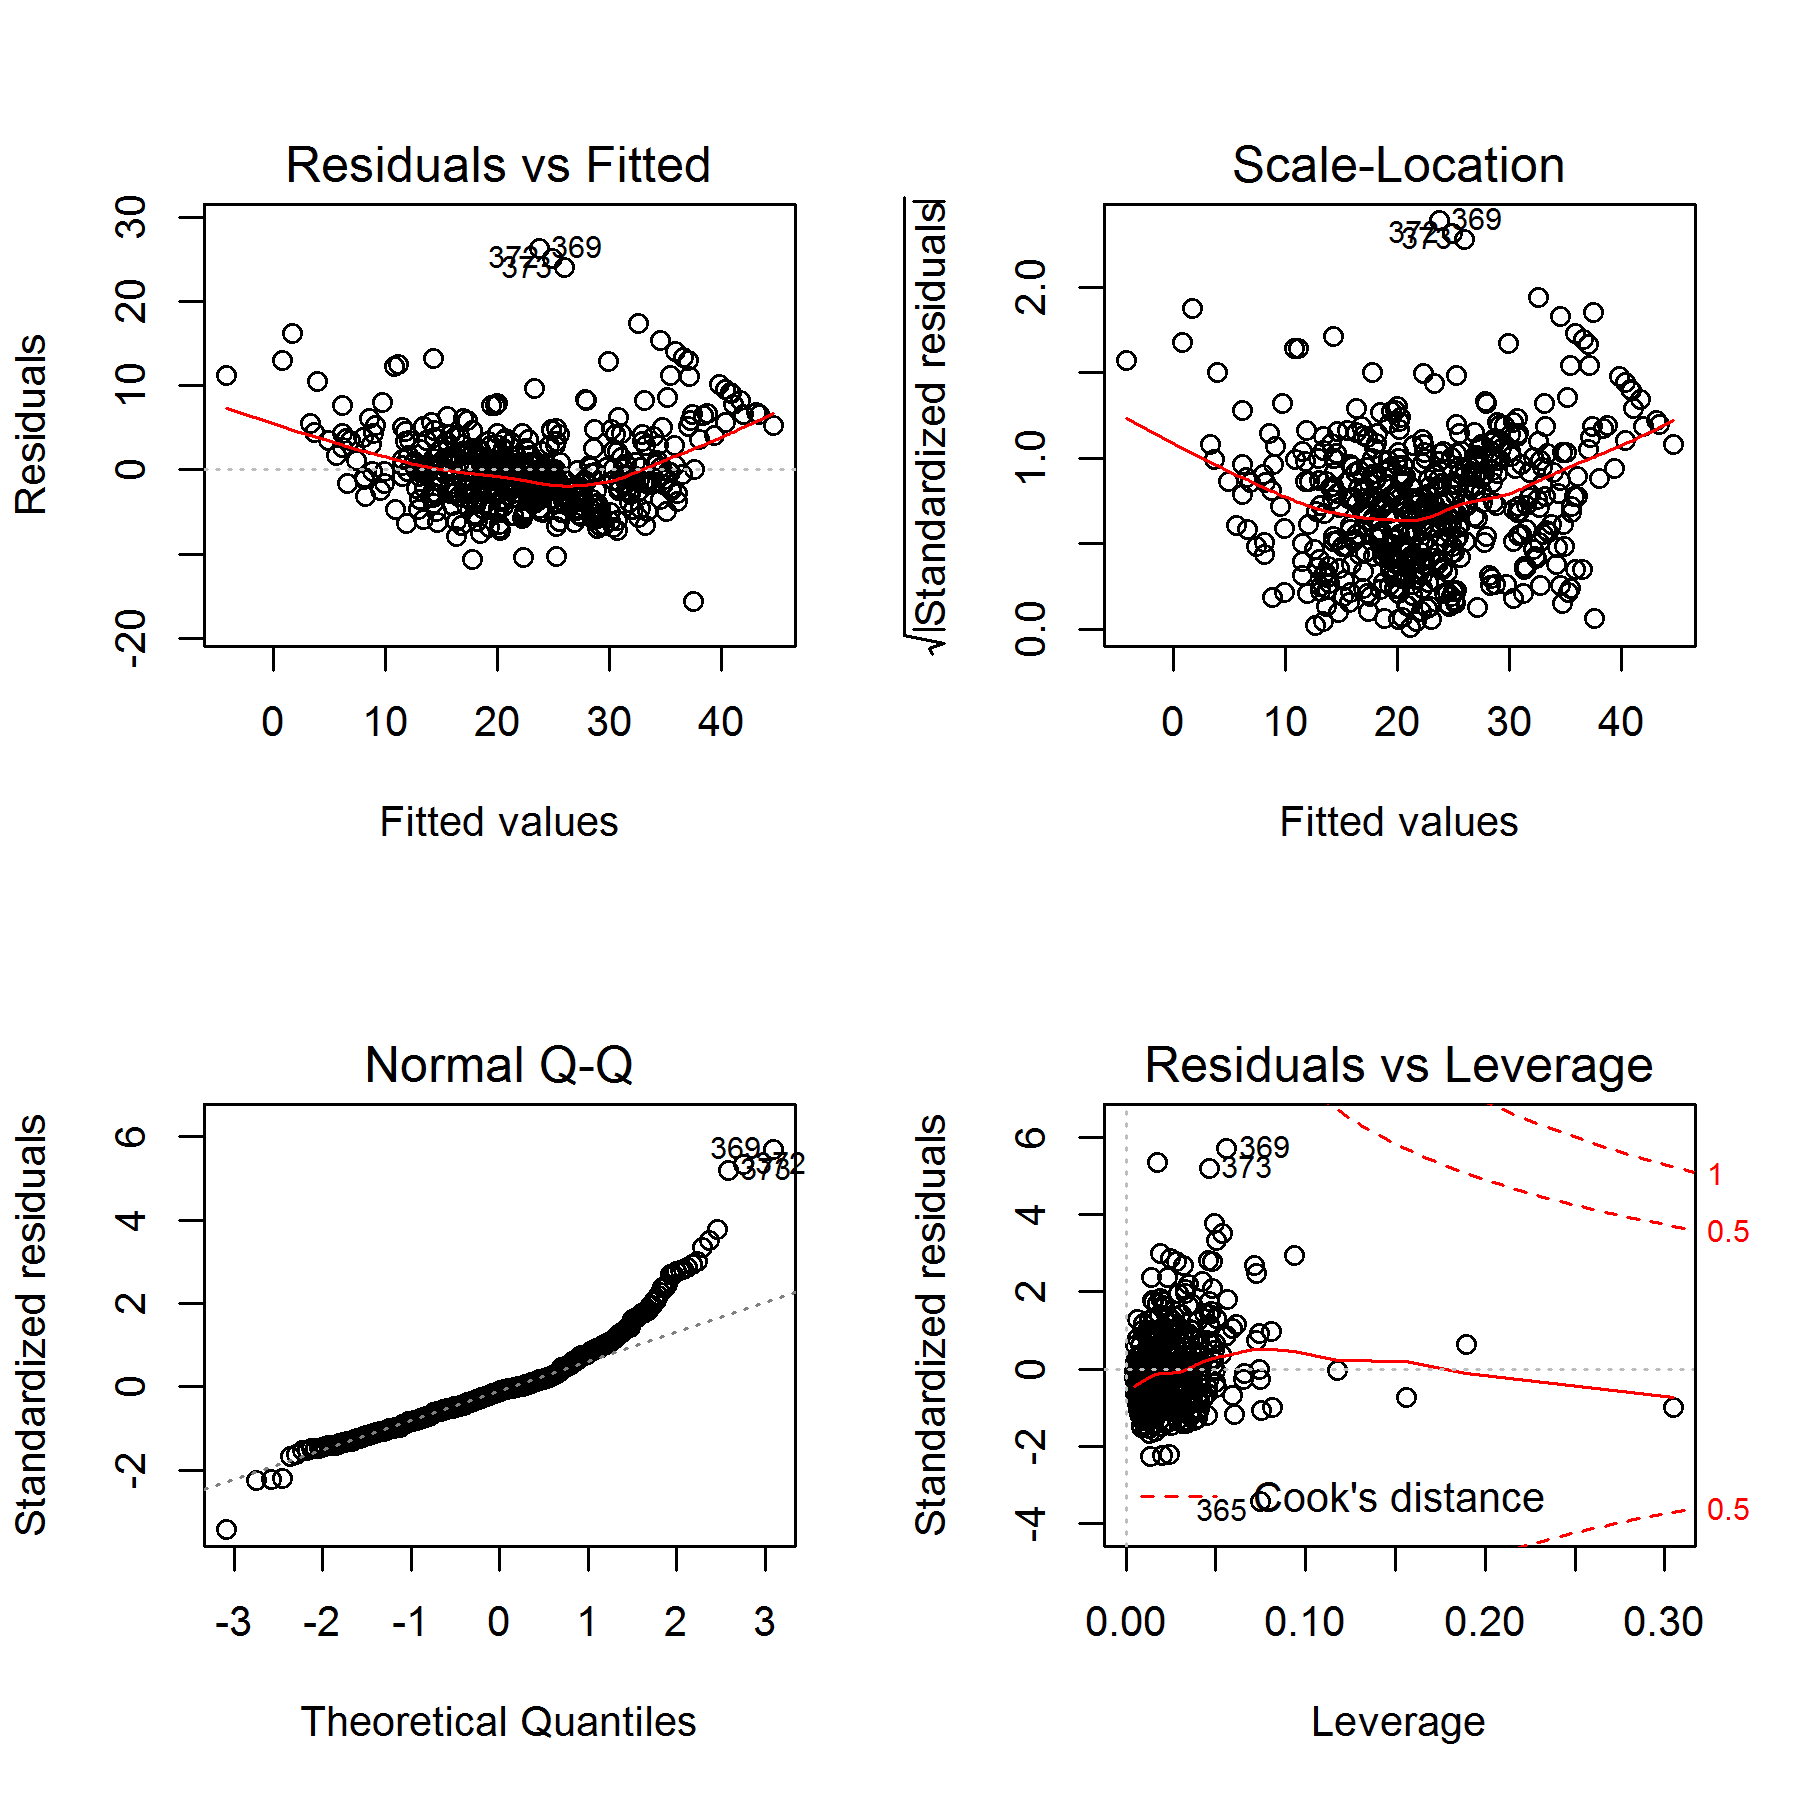 Residuals vs Fitted
Residuals
30
20
10
0
-20
369
372
373
0 10 20 30 40
Fitted values
Scale-Location
√|Standardized residuals|
2.0
1.0
0.0
369
372
373
0 10 20 30 40
Fitted values
Normal Q-Q
Standardized residuals
6
4
2
0
-2
369
372
373
-3 -2 -1 0 1 2 3
Theoretical Quantiles
Residuals vs Leverage
Standardized residuals
6
4
2
0
-2
-4
369
373
1
0.5
Cook's distance
365
0.5
0.00 0.10 0.20 0.30
Leverage